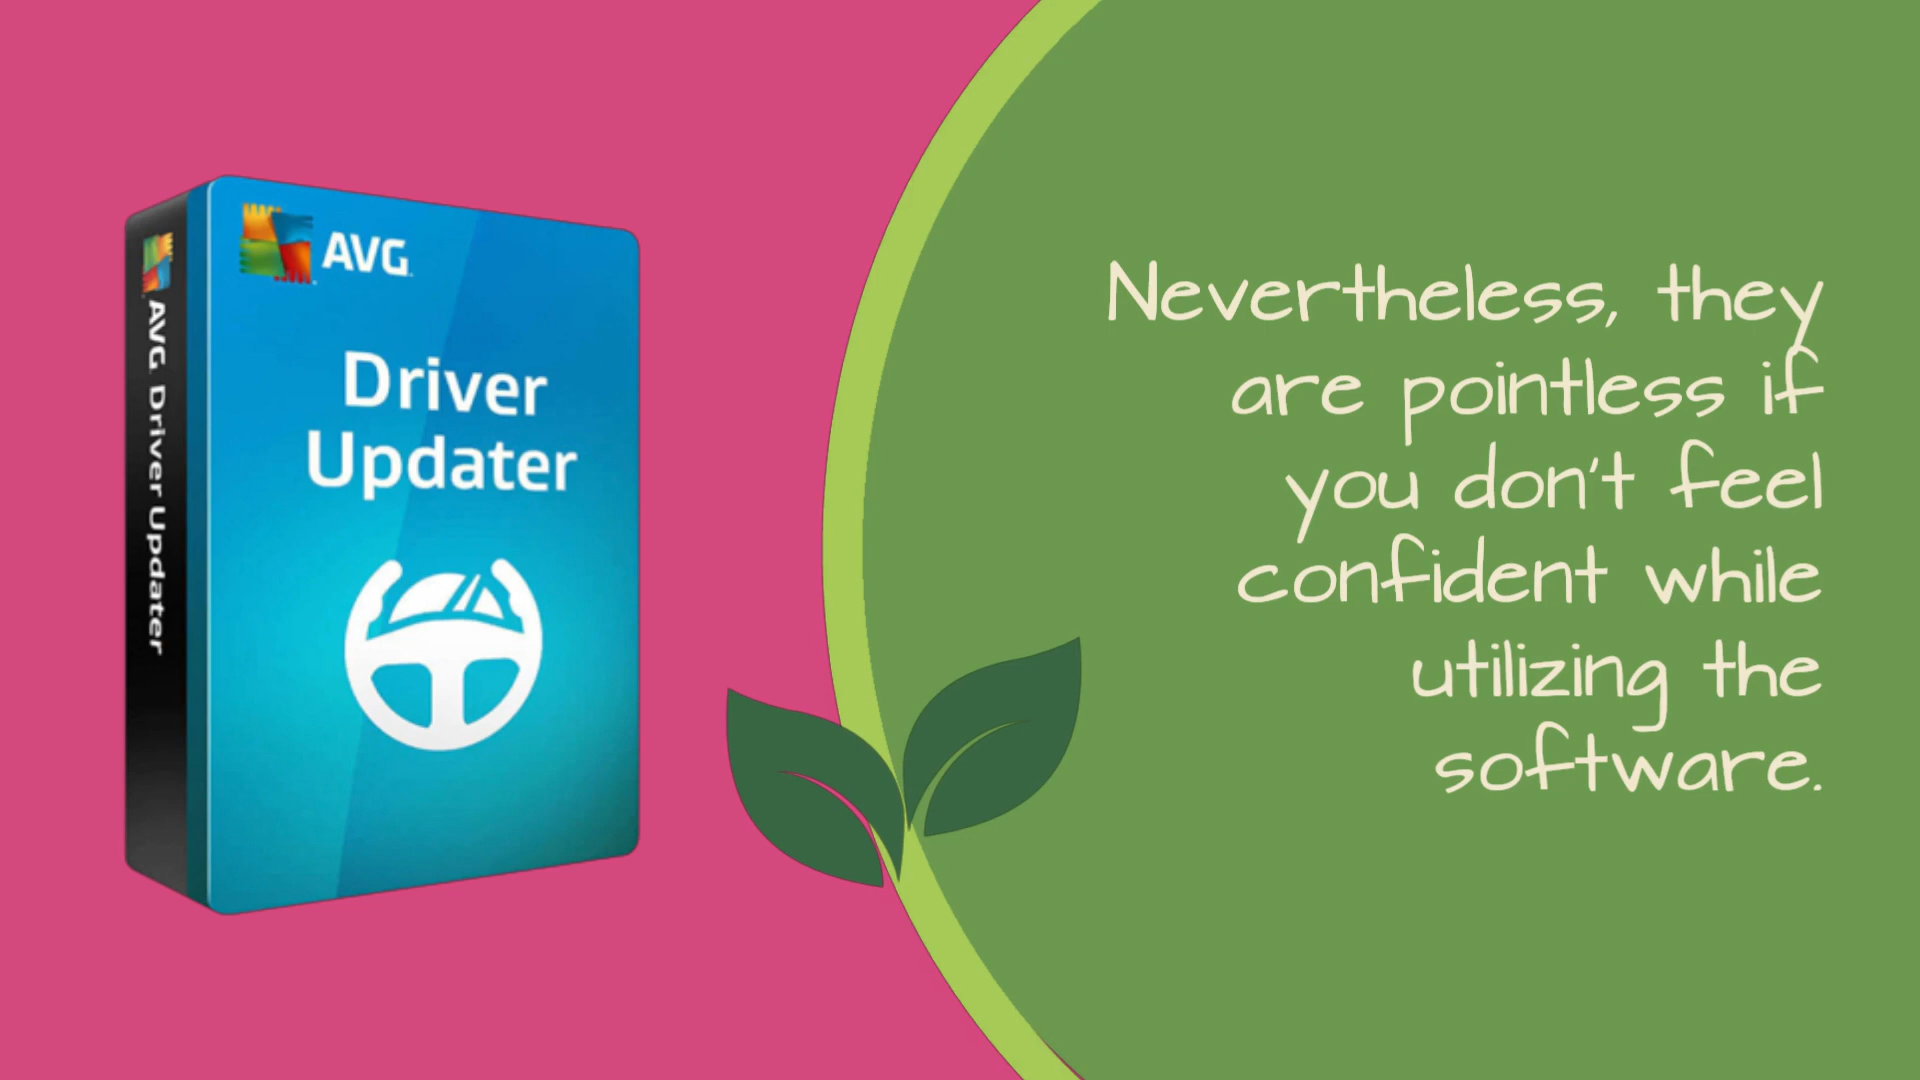 AVG
Driver
Updater
AVG Driver Updater
Nevertheless, they
are pointless if
you don't feel
confident while
utilizing the
software.